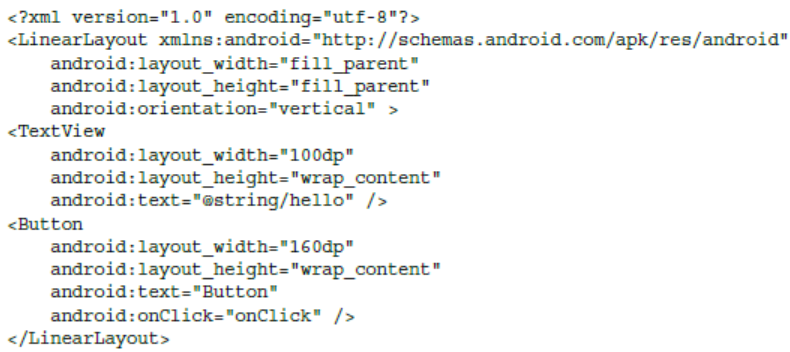 <?xml version="1.0" encoding="utf-8"?>
<LinearLayout xmlns:android="http://schemas.android.com/apk/res/android"
    android:layout_width="fill_parent"
    android:layout_height="fill_parent"
    android:orientation="vertical" >
<TextView
    android:layout_width="100dp"
    android:layout_height="wrap_content"
    android:text="@string/hello" />
<Button
    android:layout_width="160dp"
    android:layout_height="wrap_content"
    android:text="Button"
    android:onClick="onClick" />
</LinearLayout>